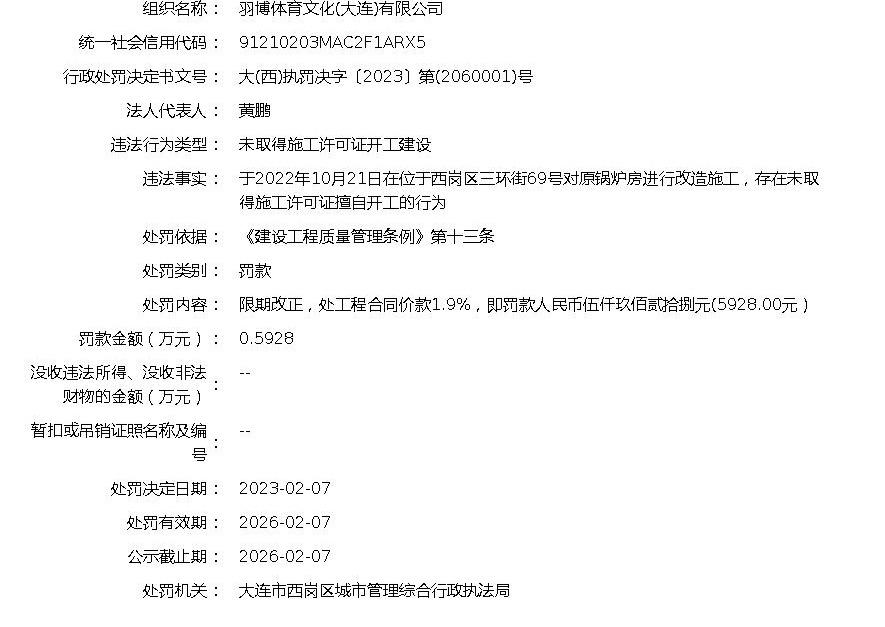 组织名称： 羽博体育文化(大连)有限公司
统一社会信用代码： 91210203MAC2F1ARX5
行政处罚决定书文号： 大(西)执罚决字〔2023〕第(2060001)号
法人代表人： 黄鹏
违法行为类型： 未取得施工许可证开工建设
违法事实： 于2022年10月21日在位于西岗区三环街69号对原锅炉房进行改造施工，存在未取
得施工许可证擅自开工的行为
处罚依据： 《建设工程质量管理条例》第十三条
处罚类别： 罚款
处罚内容： 限期改正，处工程合同价款1.9%，即罚款人民币伍仟玖佰贰拾捌元(5928.00元）
罚款金额（万元）： 0.5928
没收违法所得、没收非法
财物的金额（万元）： --
暂扣或吊销证照名称及编
号： --
处罚决定日期： 2023-02-07
处罚有效期： 2026-02-07
公示截止期： 2026-02-07
处罚机关： 大连市西岗区城市管理综合行政执法局